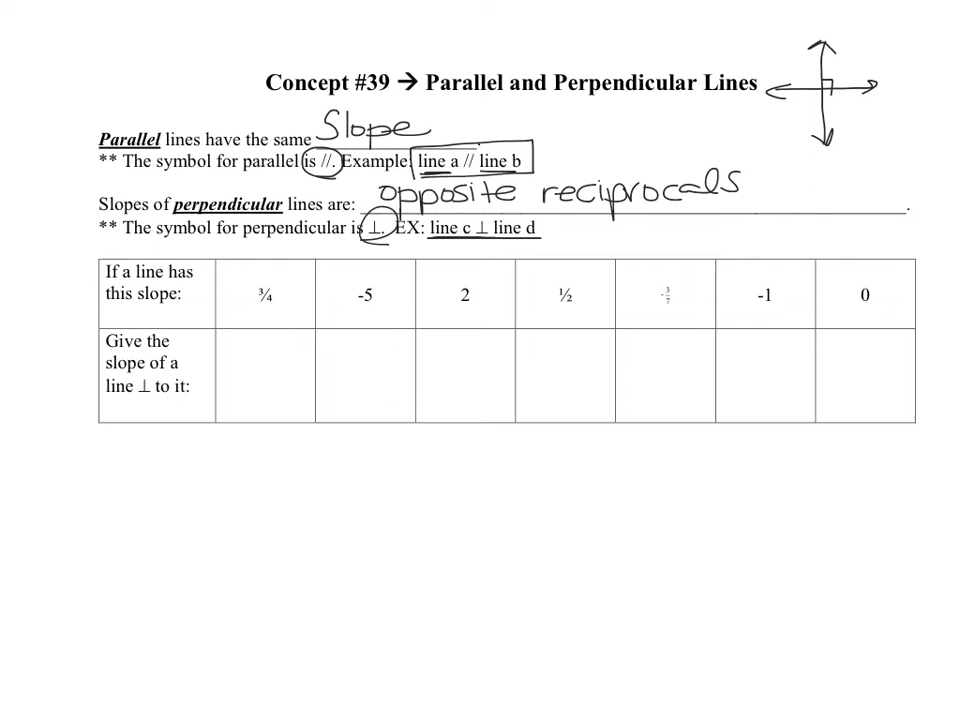 Concept #39 → Parallel and Perpendicular Lines
Parallel lines have the same Slope
** The symbol for parallel is //. Example: line a // line b
Slopes of perpendicular lines are: opposite reciprocals.
** The symbol for perpendicular is ⊥. EX: line c ⊥ line d
If a line has this slope: ¾ -5 2 ½ -3/7 -1 0
Give the slope of a line ⊥ to it: